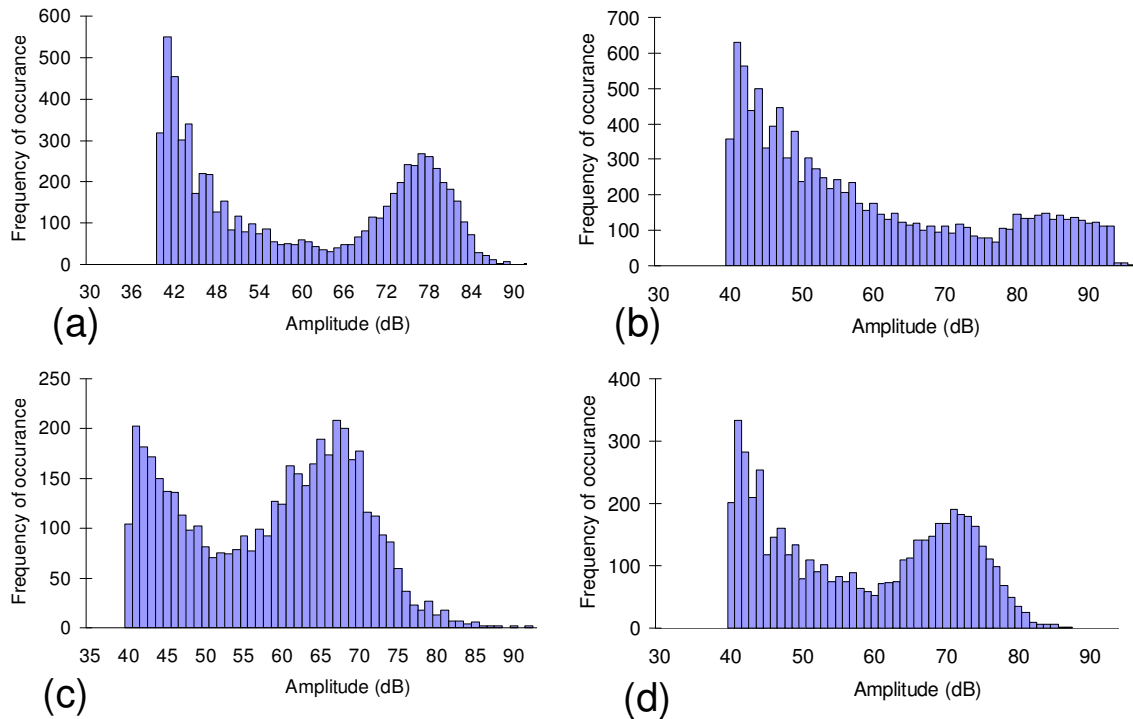 600
500
400
300
200
100
0
Frequency of occurance
30 36 42 48 54 60 66 72 78 84 90
Amplitude (dB)
(a)
700
600
500
400
300
200
100
0
Frequency of occurance
30 40 50 60 70 80 90
Amplitude (dB)
(b)
250
200
150
100
50
0
Frequency of occurance
35 40 45 50 55 60 65 70 75 80 85 90
Amplitude (dB)
(c)
400
300
200
100
0
Frequency of occurance
30 40 50 60 70 80 90
Amplitude (dB)
(d)